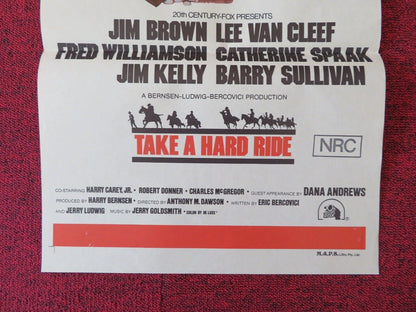 20th CENTURY-FOX PRESENTS
JIM BROWN LEE VAN CLEEF
FRED WILLIAMSON CATHERINE SPAAK
JIM KELLY BARRY SULLIVAN
A BERNSEN-LUDWIG-BERCOVICI PRODUCTION
TAKE A HARD RIDE
NRC
CO-STARRING HARRY CAREY, JR. • ROBERT DONNER • CHARLES McGREGOR • GUEST APPEARANCE BY DANA ANDREWS
PRODUCED BY HARRY BERNSEN • DIRECTED BY ANTHONY M. DAWSON • WRITTEN BY ERIC BERCOVICI
AND JERRY LUDWIG • MUSIC BY JERRY GOLDSMITH • COLOR BY DE LUXE®
M.A.P.S. Litho. Pty. Ltd.